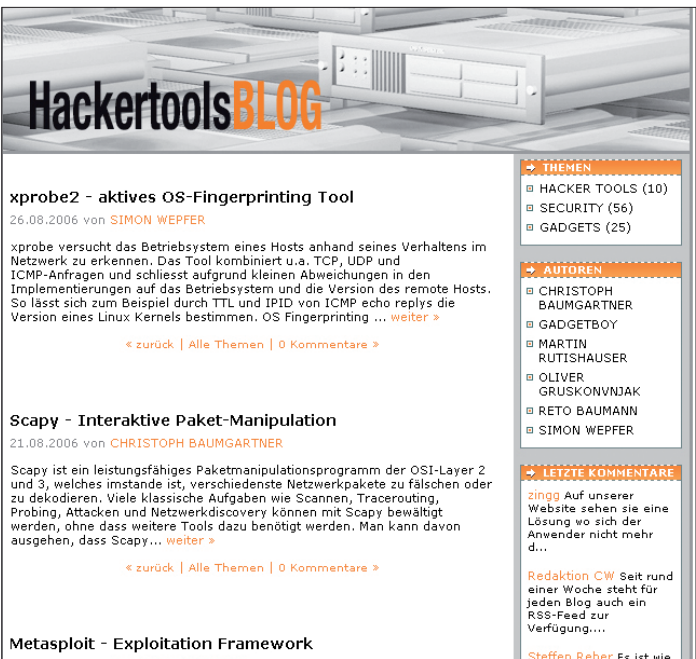 HackertoolsBLOG
xprobe2 - aktives OS-Fingerprinting Tool
26.08.2006 von SIMON WEPFER
xprobe versucht das Betriebsystem eines Hosts anhand seines Verhaltens im
Netzwerk zu erkennen. Das Tool kombiniert u.a. TCP, UDP und
ICMP-Anfragen und schliesst aufgrund kleinen Abweichungen in den
Implementierungen auf das Betriebsystem und die Version des remote Hosts.
So lässt sich zum Beispiel durch TTL und IPID von ICMP echo replys die
Version eines Linux Kernels bestimmen. OS Fingerprinting ... weiter »
« zurück | Alle Themen | 0 Kommentare »
Scapy - Interaktive Paket-Manipulation
21.08.2006 von CHRISTOPH BAUMGARTNER
Scapy ist ein leistungsfähiges Paketmanipulationsprogramm der OSI-Layer 2
und 3, welches imstande ist, verschiedenste Netzwerkpakete zu fälschen oder
zu dekodieren. Viele klassische Aufgaben wie Scannen, Tracerouting,
Probing, Attacken und Netzwerkdiscovery können mit Scapy bewältigt
werden, ohne dass weitere Tools dazu benötigt werden. Man kann davon
ausgehen, dass Scapy... weiter »
« zurück | Alle Themen | 0 Kommentare »
Metasploit - Exploitation Framework
THEMEN
HACKER TOOLS (10)
SECURITY (56)
GADGETS (25)
AUTOREN
CHRISTOPH
BAUMGARTNER
GADGETBOY
MARTIN
RUTISHAUSER
OLIVER
GRUSKONVNJAK
RETO BAUMANN
SIMON WEPFER
LETZTE KOMMENTARE
zingg Auf unserer
Website sehen sie eine
Lösung wo sich der
Anwender nicht mehr
d...
Redaktion CW Seit rund
einer Woche steht für
jeden Blog auch ein
RSS-Feed zur
Verfügung....
Steffen Reber Es ist wie